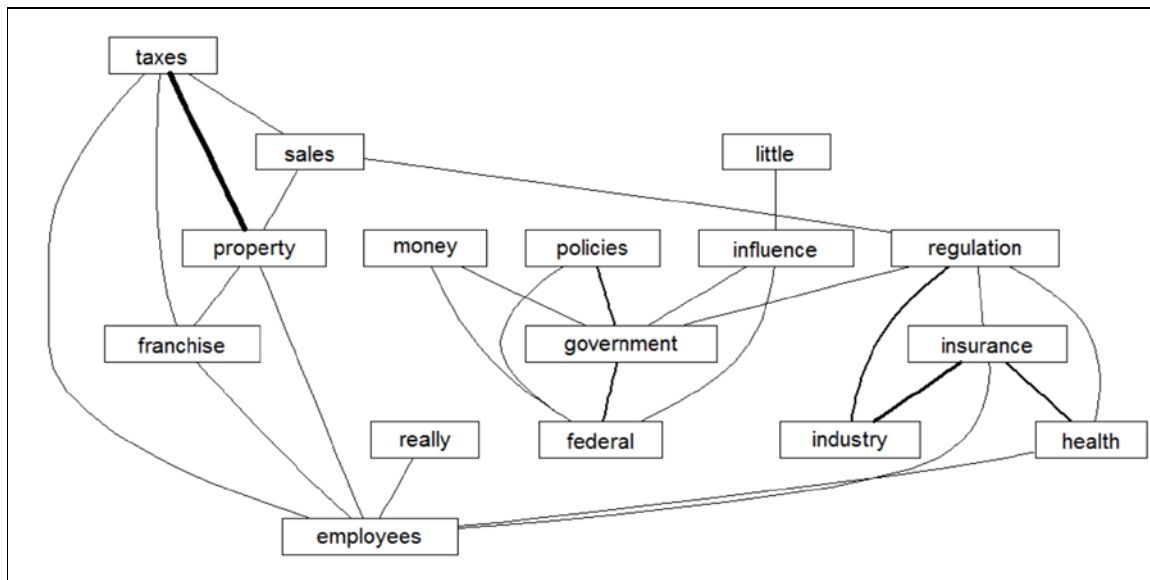 taxes
sales
little
property
money
policies
influence
regulation
franchise
government
insurance
really
federal
industry
health
employees